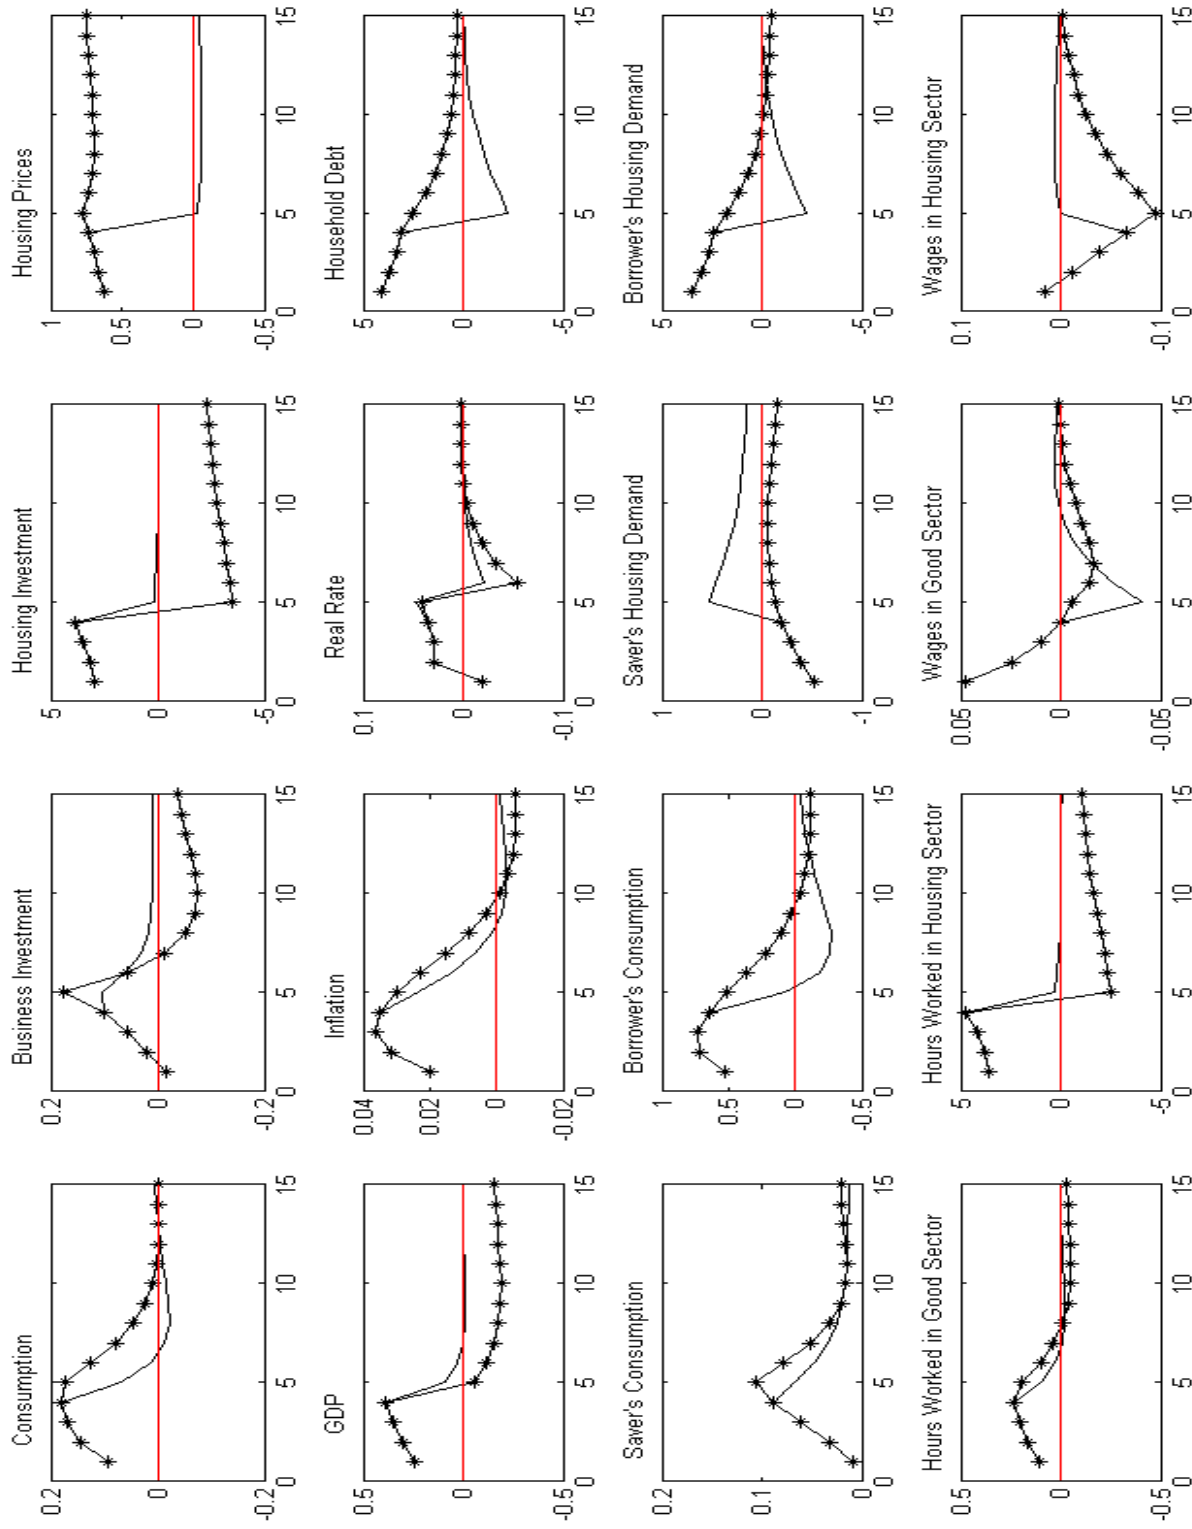 Consumption
0.2
0
-0.2
0 5 10 15
Business Investment
0.2
0
-0.2
0 5 10 15
Housing Investment
5
0
-5
0 5 10 15
Housing Prices
1
0.5
0
-0.5
0 5 10 15
GDP
0.5
0
-0.5
0 5 10 15
Inflation
0.04
0.02
0
-0.02
0 5 10 15
Real Rate
0.1
0
-0.1
0 5 10 15
Household Debt
5
0
-5
0 5 10 15
Saver's Consumption
0.2
0.1
0
0 5 10 15
Borrower's Consumption
1
0.5
0
-0.5
0 5 10 15
Saver's Housing Demand
1
0
-1
0 5 10 15
Borrower's Housing Demand
5
0
-5
0 5 10 15
Hours Worked in Good Sector
0.5
0
-0.5
0 5 10 15
Hours Worked in Housing Sector
5
0
-5
0 5 10 15
Wages in Good Sector
0.05
0
-0.05
0 5 10 15
Wages in Housing Sector
0.1
0
-0.1
0 5 10 15